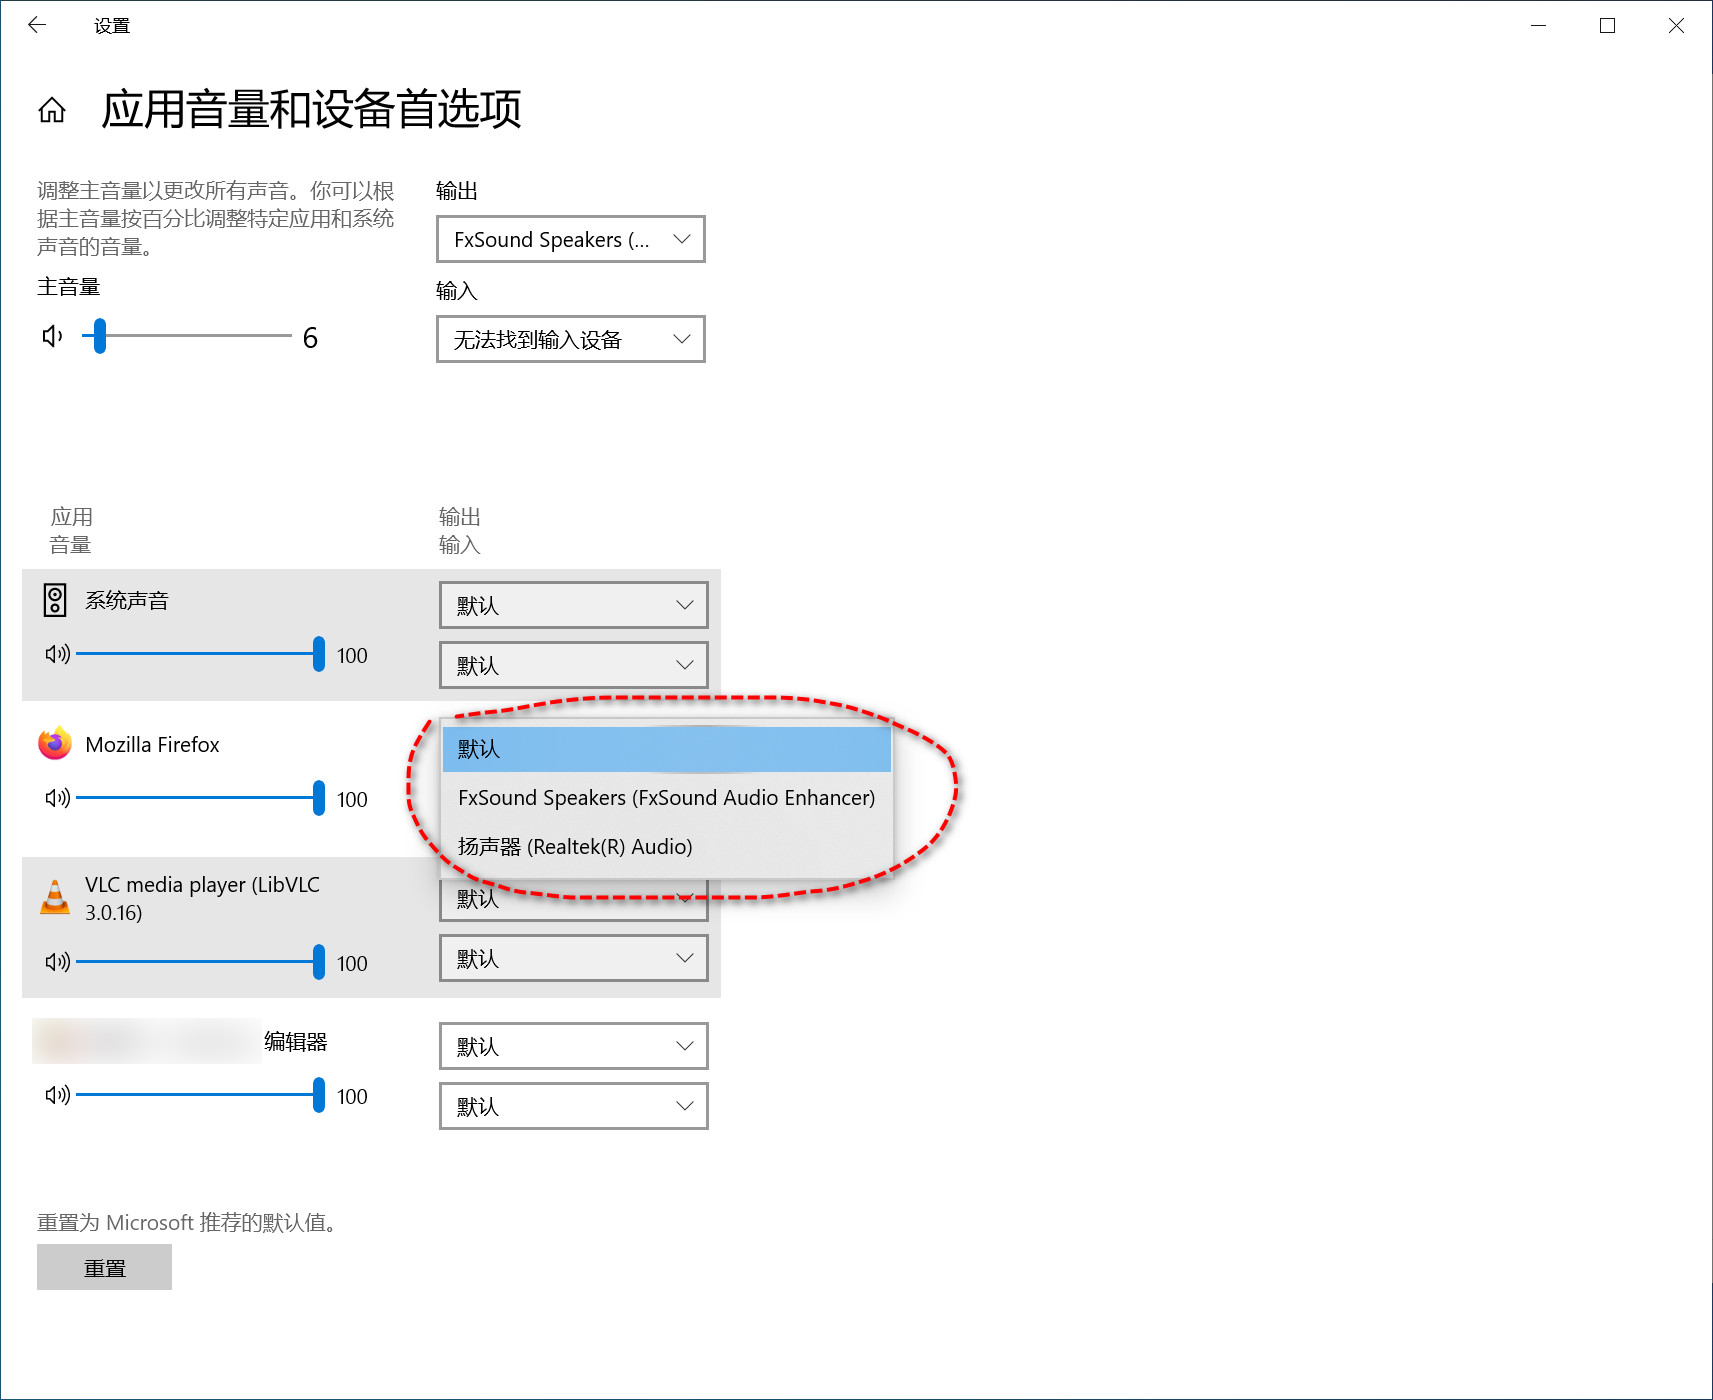 设置
应用音量和设备首选项
调整主音量以更改所有声音。你可以根
据主音量按百分比调整特定应用和系统
声音的音量。
主音量
6
输出
FxSound Speakers (...
输入
无法找到输入设备
应用
音量
输出
输入
系统声音
100
默认
默认
Mozilla Firefox
100
默认
FxSound Speakers (FxSound Audio Enhancer)
扬声器 (Realtek(R) Audio)
VLC media player (LibVLC
3.0.16)
100
默认
默认
编辑器
100
默认
默认
重置为 Microsoft 推荐的默认值。
重置